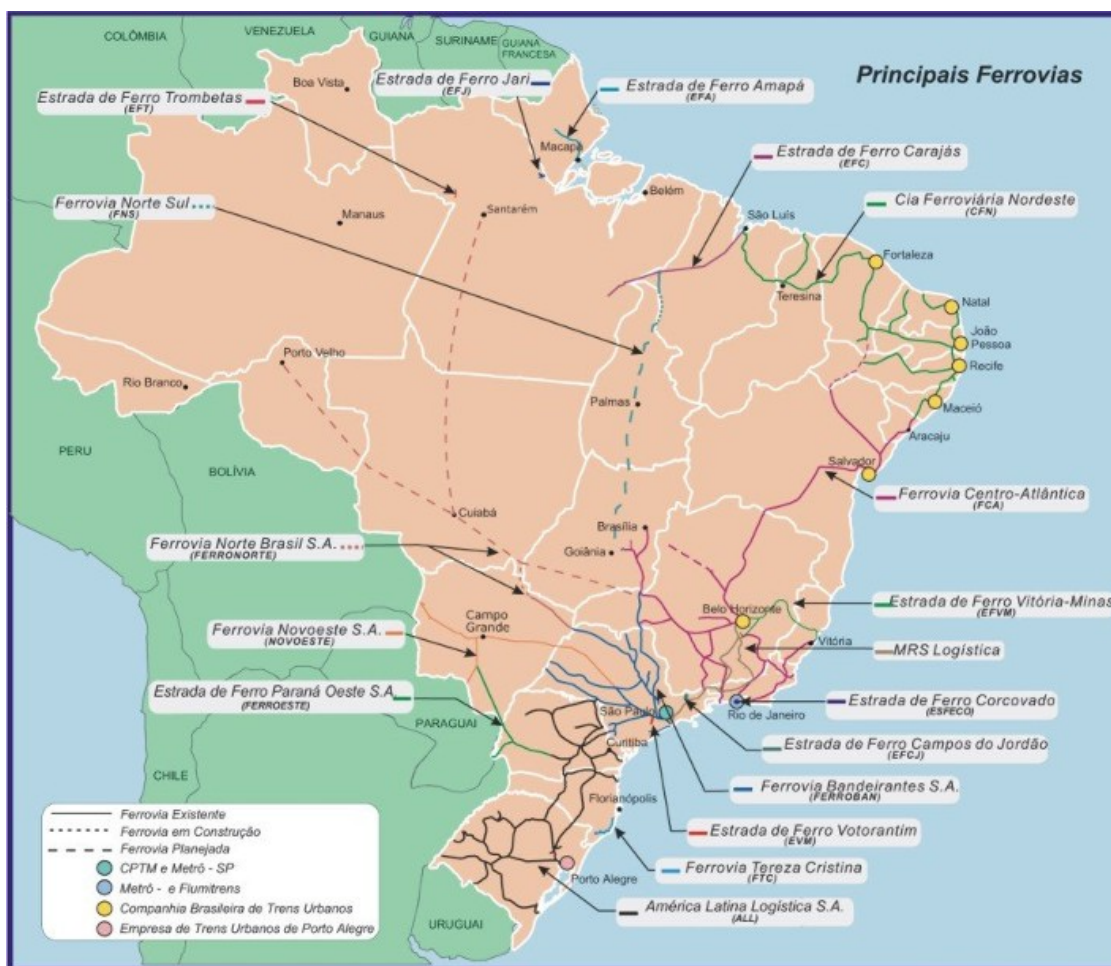 COLÔMBIA
VENEZUELA
GUIANA
SURINAME
GUIANA
FRANCESA
Principais Ferrovias
Boa Vista
Estrada de Ferro Jari
(EFJ)
Estrada de Ferro Amapá
(EFA)
Estrada de Ferro Trombetas
(EFT)
Macapá
Estrada de Ferro Carajás
(EFC)
Belém
Ferrovia Norte Sul
(FNS)
Manaus
Santarém
Cia Ferroviária Nordeste
(CFN)
São Luís
Fortaleza
Teresina
Natal
João
Pessoa
Porto Velho
Recife
Rio Branco
Palmas
Maceió
Aracaju
PERU
BOLÍVIA
Salvador
Ferrovia Centro-Atlântica
(FCA)
Cuiabá
Brasília
Goiânia
Ferrovia Norte Brasil S.A.
(FERRONORTE)
Estrada de Ferro Vitória-Minas
(EFVM)
Belo Horizonte
Campo
Grande
Ferrovia Novoeste S.A.
(NOVOESTE)
Vitória
MRS Logística
Estrada de Ferro Paraná Oeste S.A
(FERROESTE)
PARAGUAI
São Paulo
Rio de Janeiro
Estrada de Ferro Corcovado
(ESFECO)
Curitiba
Estrada de Ferro Campos do Jordão
(EFCJ)
CHILE
Ferrovia Bandeirantes S.A.
(FERROBAN)
Florianópolis
Estrada de Ferro Votorantim
(EVM)
Ferrovia Tereza Cristina
(FTC)
Porto Alegre
América Latina Logística S.A.
(ALL)
URUGUAI
Ferrovia Existente
Ferrovia em Construção
Ferrovia Planejada
CPTM e Metrô - SP
Metrô - e Flumitrens
Companhia Brasileira de Trens Urbanos
Empresa de Trens Urbanos de Porto Alegre